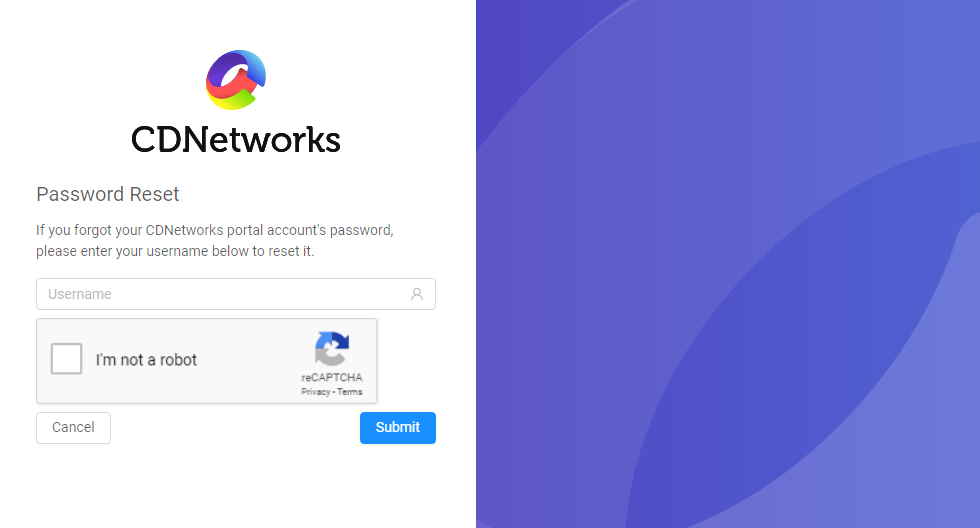 CDNetworks
Password Reset
If you forgot your CDNetworks portal account's password,
please enter your username below to reset it.
Username
I'm not a robot
reCAPTCHA
Privacy - Terms
Cancel
Submit